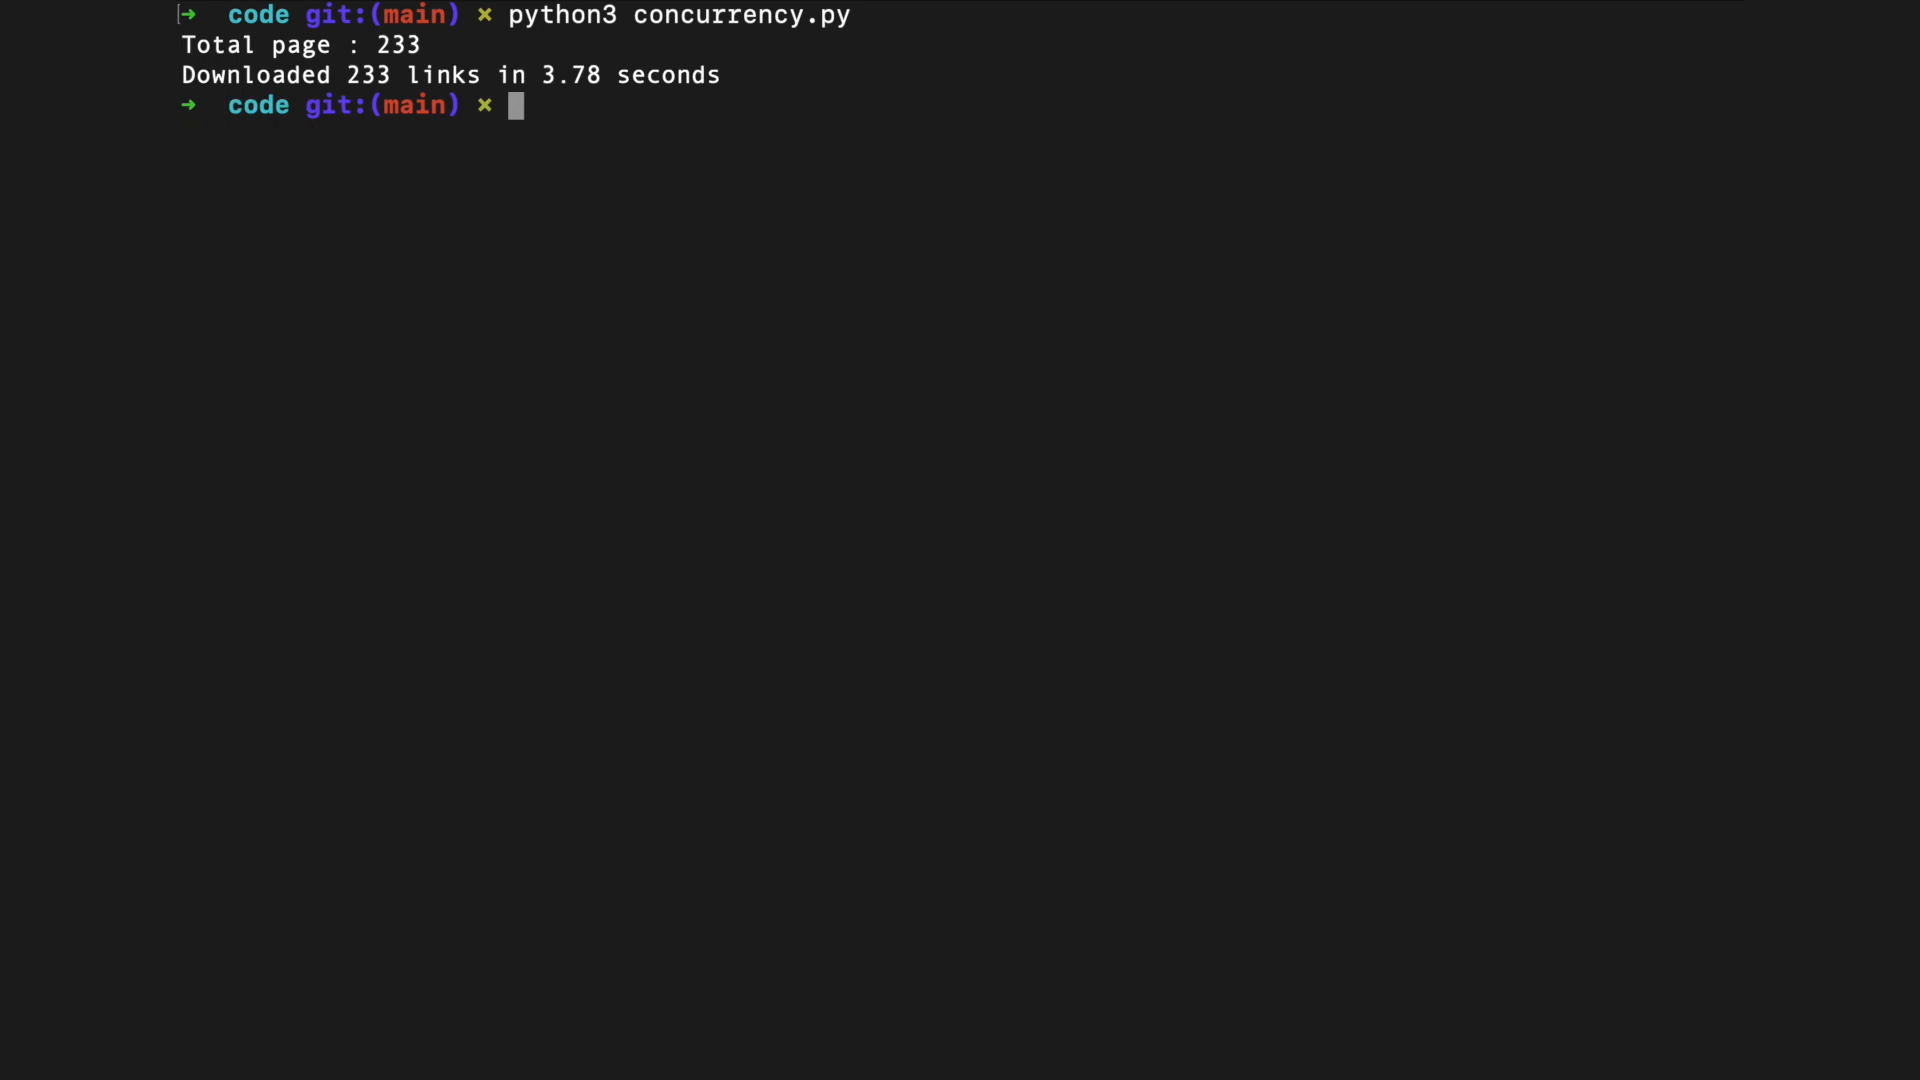 ➜ code git:(main) ✗ python3 concurrency.py
Total page : 233
Downloaded 233 links in 3.78 seconds
➜ code git:(main) ✗